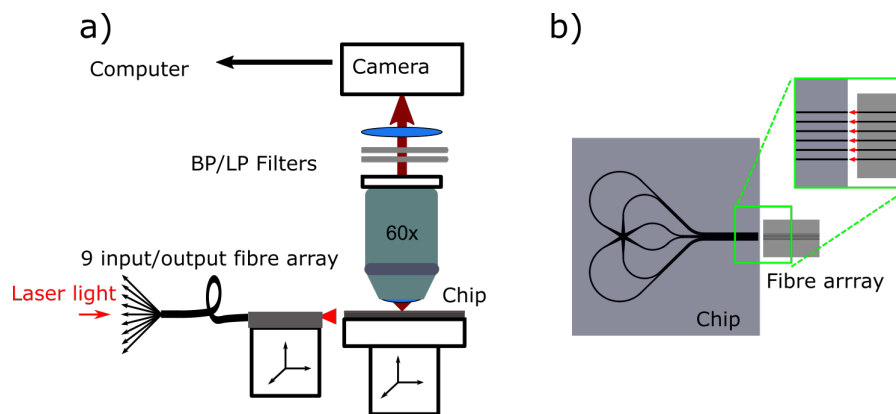 a)
Computer
Camera
BP/LP Filters
60x
9 input/output fibre array
Laser light
Chip
b)
Fibre arrray
Chip